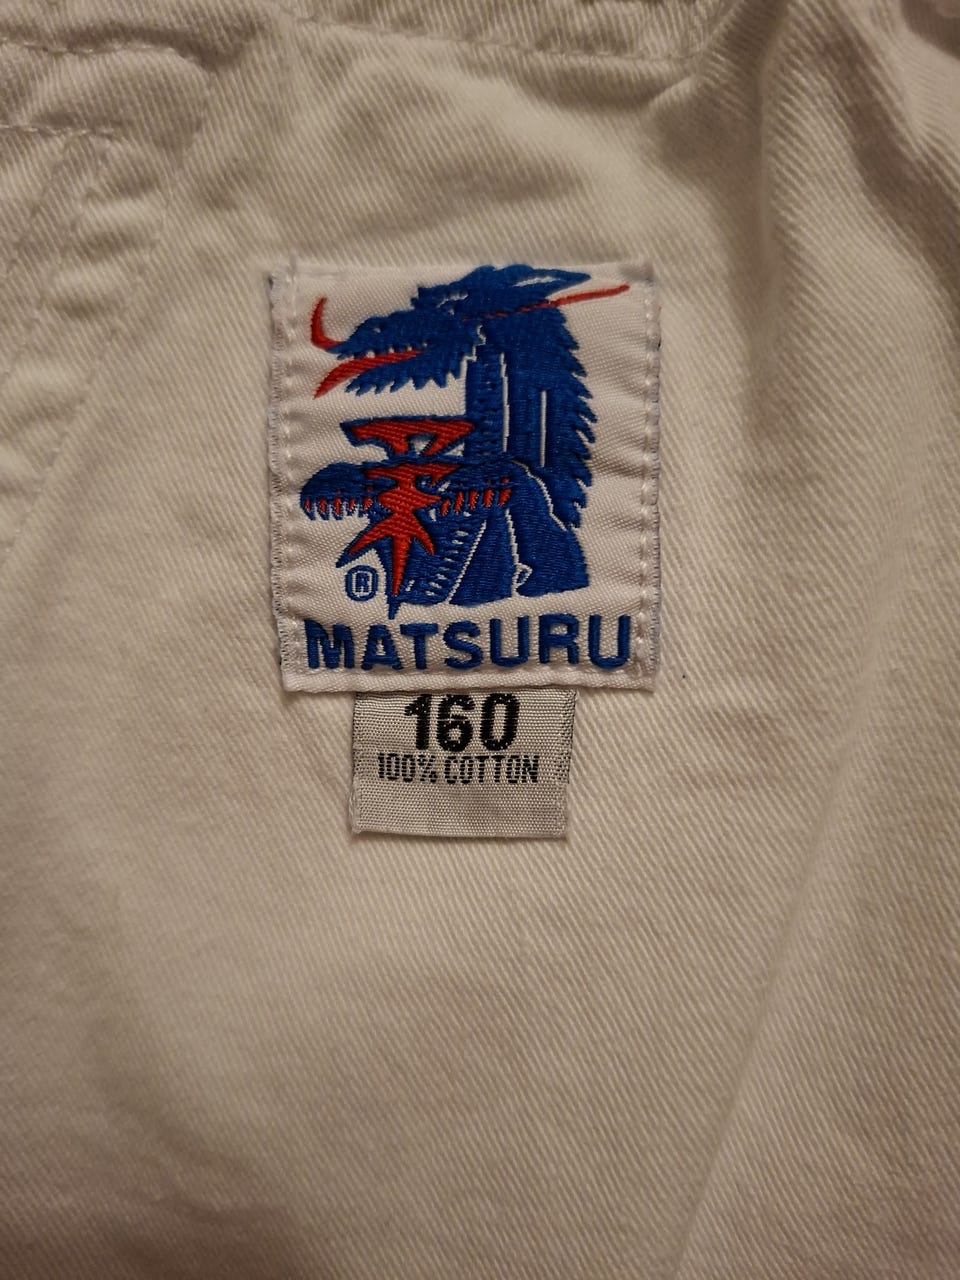 ®
MATSURU
160
100% COTTON